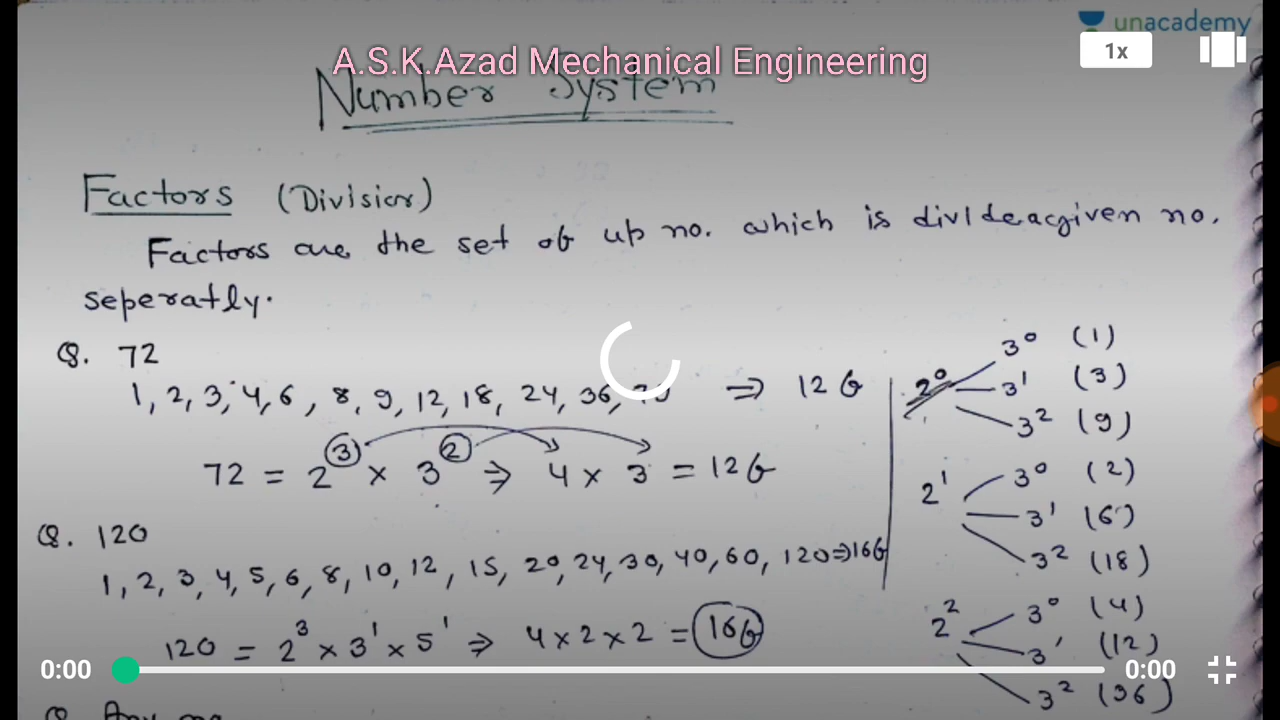 unacademy
1x
A.S.K.Azad Mechanical Engineering
Number System
Factors (Division)
Factors are the set of up no. which is divideacgiven no.
seperatly.
Q. 72
1, 2, 3, 4, 6, 8, 9, 12, 18, 24, 36, ⇒ 12 G
72 = 2³ × 3² ⇒ 4 × 3 = 12 G
Q. 120
1, 2, 3, 4, 5, 6, 8, 10, 12, 15, 20, 24, 30, 40, 60, 120 ⇒ 16G
120 = 2³ × 3¹ × 5¹ ⇒ 4 × 2 × 2 = 16G
2⁰ 3⁰ (1)
3¹ (3)
3² (9)
2¹ 3⁰ (2)
3¹ (6)
3² (18)
2² 3⁰ (4)
3¹ (12)
3² (36)
0:00 0:00